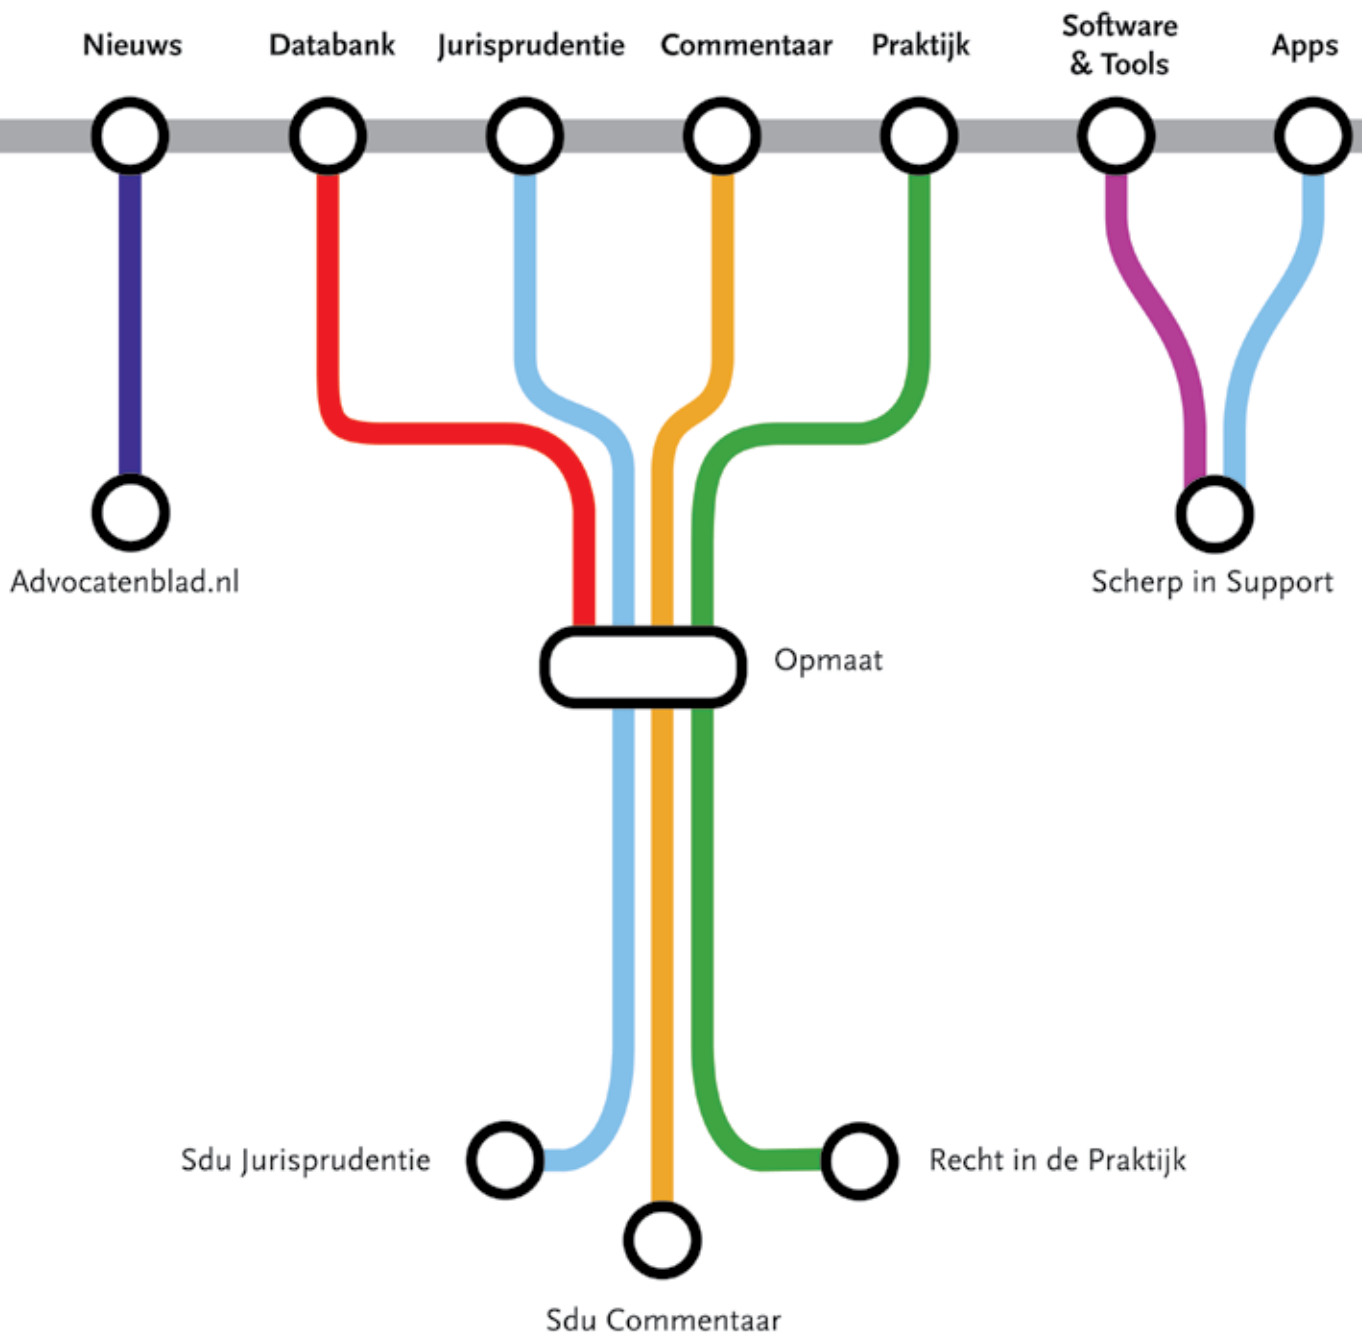 Nieuws
Databank
Jurisprudentie
Commentaar
Praktijk
Software
& Tools
Apps
Advocatenblad.nl
Scherp in Support
Opmaat
Sdu Jurisprudentie
Recht in de Praktijk
Sdu Commentaar